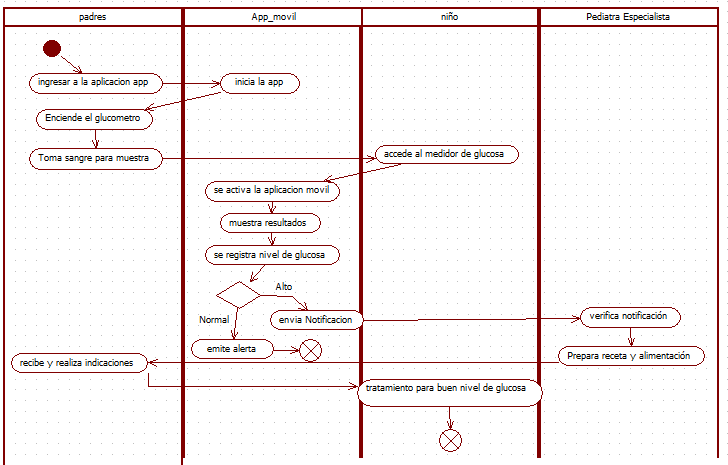 padres
App_movil
niño
Pediatra Especialista
ingresar a la aplicacion app
inicia la app
Enciende el glucometro
Toma sangre para muestra
accede al medidor de glucosa
se activa la aplicacion movil
muestra resultados
se registra nivel de glucosa
Alto
Normal
envia Notificacion
verifica notificación
emite alerta
Prepara receta y alimentación
recibe y realiza indicaciones
tratamiento para buen nivel de glucosa